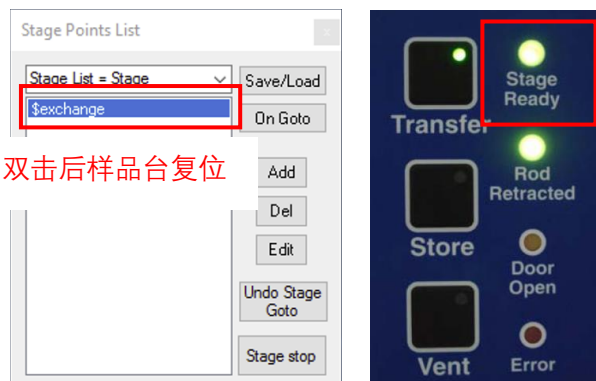 Stage Points List
x
Stage List = Stage
Save/Load
$exchange
On Goto
双击后样品台复位
Add
Del
Edit
Undo Stage
Goto
Stage stop
Transfer
Stage
Ready
Rod
Retracted
Store
Door
Open
Vent
Error